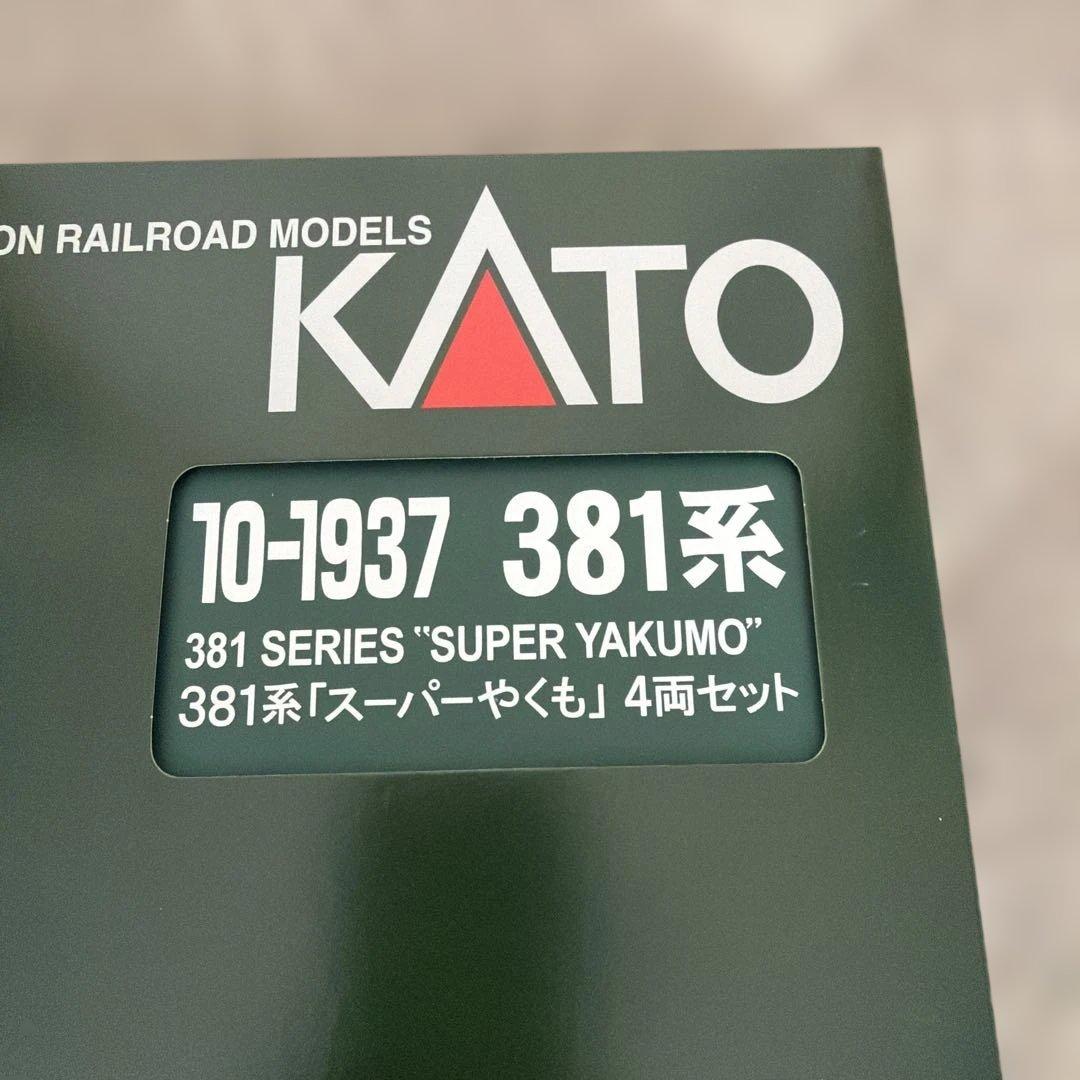 ON RAILROAD MODELS
KATO
10-1937 381系
381 SERIES "SUPER YAKUMO"
381系「スーパーやくも」 4両セット